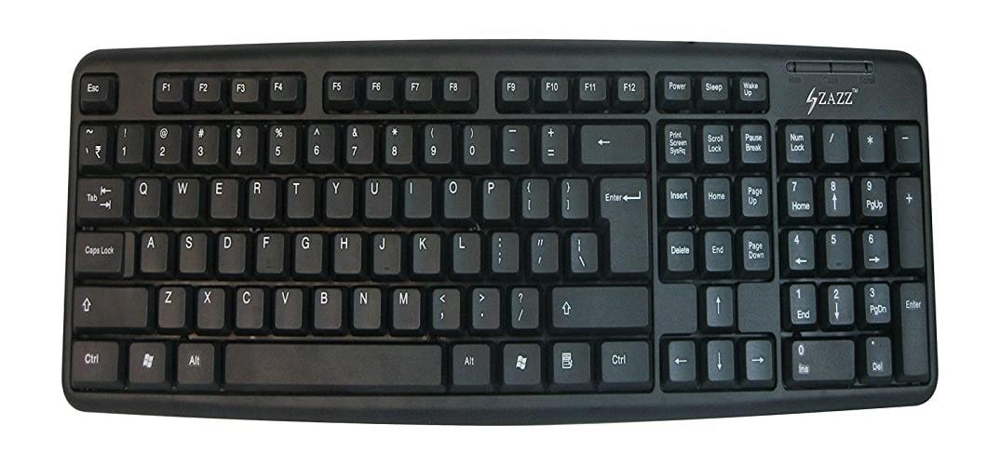 Esc F1 F2 F3 F4 F5 F6 F7 F8 F9 F10 F11 F12 Power Sleep Wake Up
ZAZZ™
~ ` ₹ ! 1 @ 2 # 3 $ 4 % 5 ^ 6 & 7 * 8 ( 9 ) 0 _ - + = ← Print Screen SysRq Scroll Lock Pause Break Num Lock / * -
Tab Q W E R T Y U I O P { [ } ] Enter Insert Home Page Up 7 Home 8 ↑ 9 PgUp +
Caps Lock A S D F G H J K L : ; " ' | \ Delete End Page Down 4 ← 5 6 →
⇧ Z X C V B N M < , > . ? / ⇧ ↑ 1 End 2 ↓ 3 PgDn Enter
Ctrl Alt Alt Ctrl ← ↓ → 0 Ins . Del